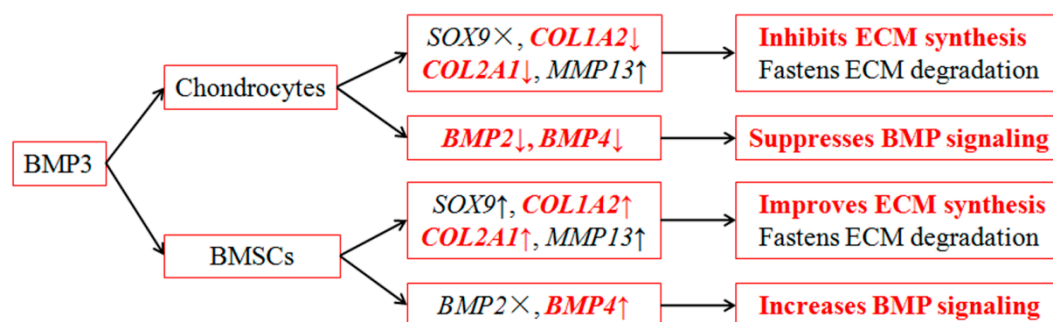 BMP3
Chondrocytes
SOX9×, COL1A2↓
COL2A1↓, MMP13↑
Inhibits ECM synthesis
Fastens ECM degradation
BMP2↓, BMP4↓
Suppresses BMP signaling
BMSCs
SOX9↑, COL1A2↑
COL2A1↑, MMP13↑
Improves ECM synthesis
Fastens ECM degradation
BMP2×, BMP4↑
Increases BMP signaling